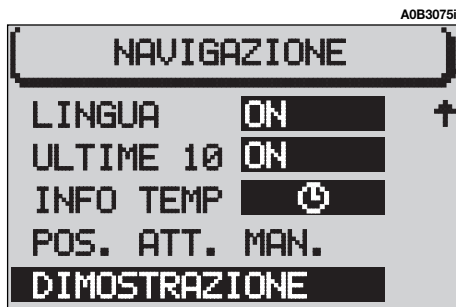 A0B3075i
NAVIGAZIONE
LINGUA ON
ULTIME 10 ON
INFO TEMP
POS. ATT. MAN.
DIMOSTRAZIONE